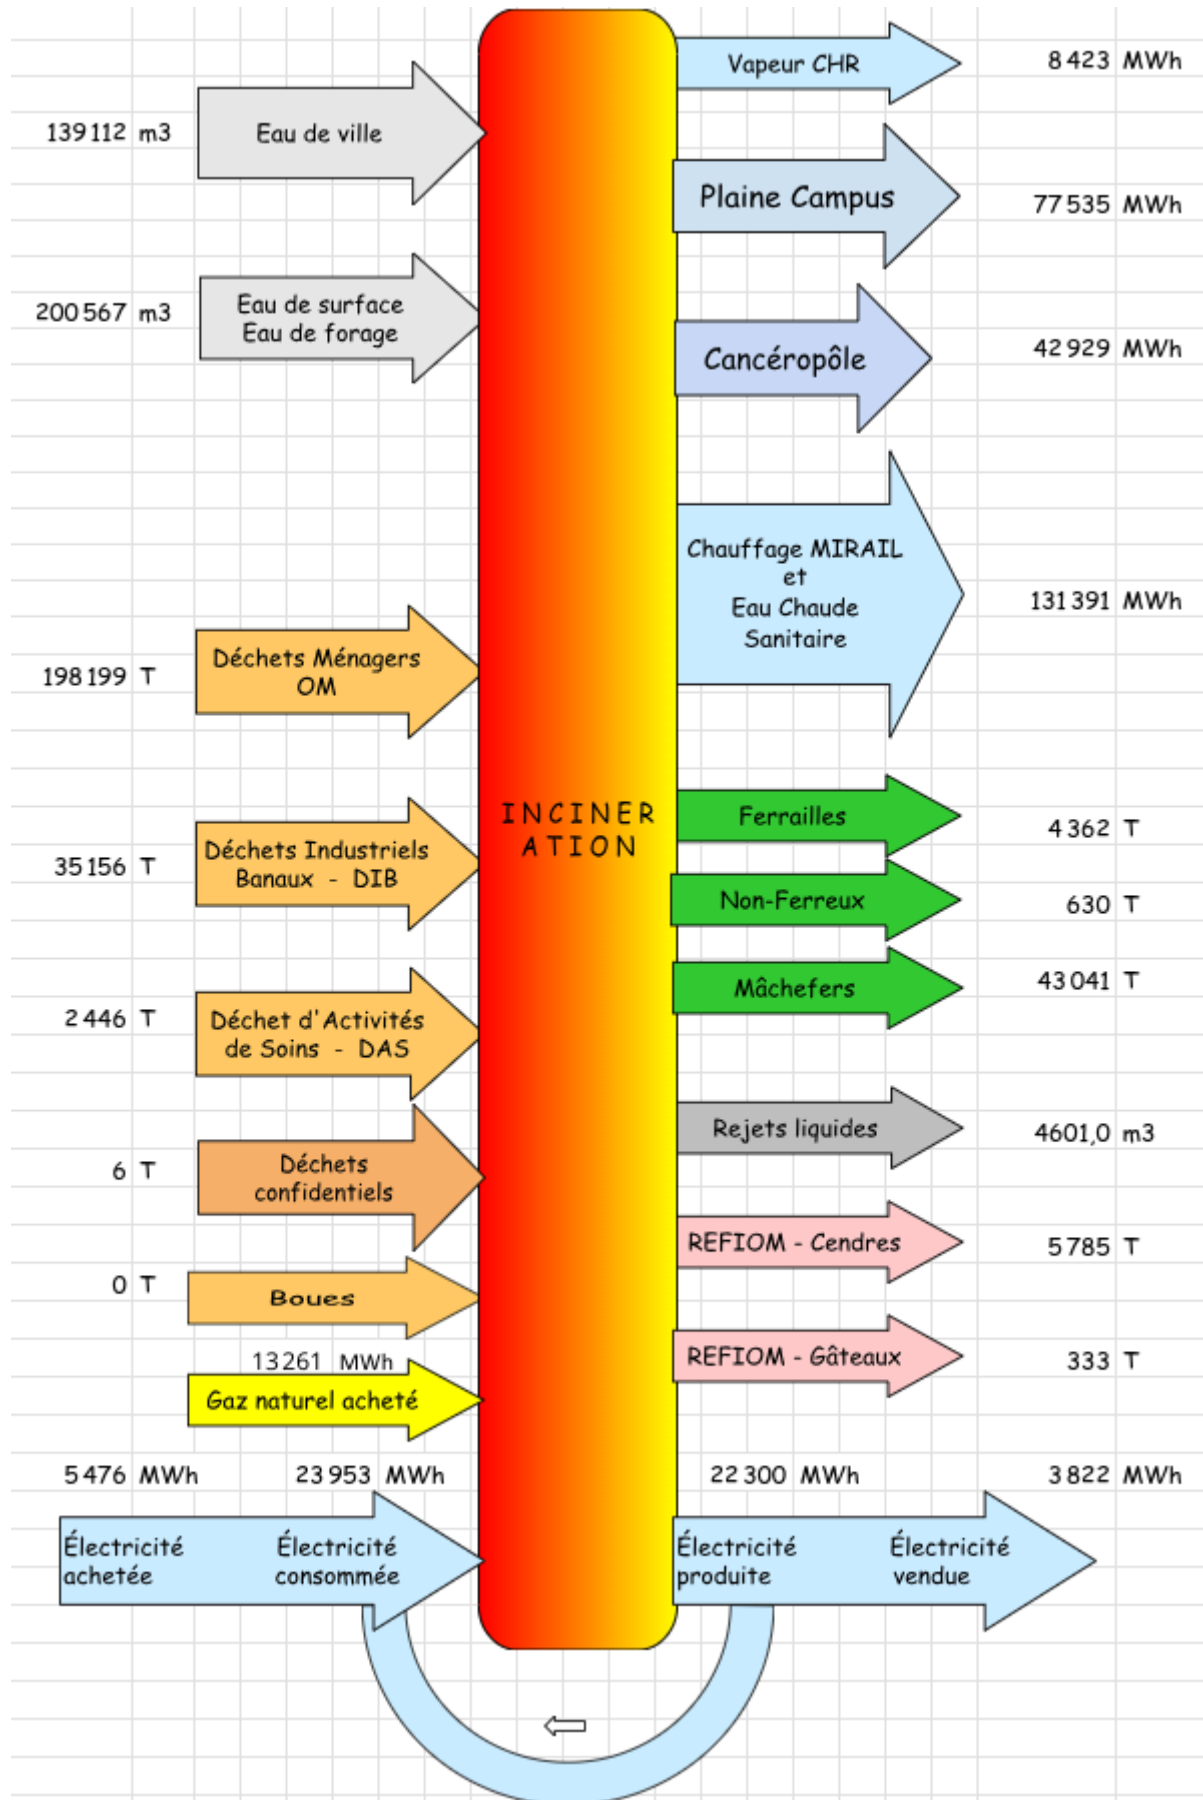 139 112 m3
Eau de ville
200 567 m3
Eau de surface
Eau de forage
198 199 T
Déchets Ménagers
OM
35 156 T
Déchets Industriels
Banaux - DIB
2 446 T
Déchet d'Activités
de Soins - DAS
6 T
Déchets
confidentiels
0 T
Boues
13 261 MWh
Gaz naturel acheté
5 476 MWh
23 953 MWh
Électricité
achetée
Électricité
consommée
INCINER
ATION
Vapeur CHR
8 423 MWh
Plaine Campus
77 535 MWh
Cancéropôle
42 929 MWh
Chauffage MIRAIL
et
Eau Chaude
Sanitaire
131 391 MWh
Ferrailles
4 362 T
Non-Ferreux
630 T
Mâchefers
43 041 T
Rejets liquides
4601,0 m3
REFIOM - Cendres
5 785 T
REFIOM - Gâteaux
333 T
22 300 MWh
3 822 MWh
Électricité
produite
Électricité
vendue